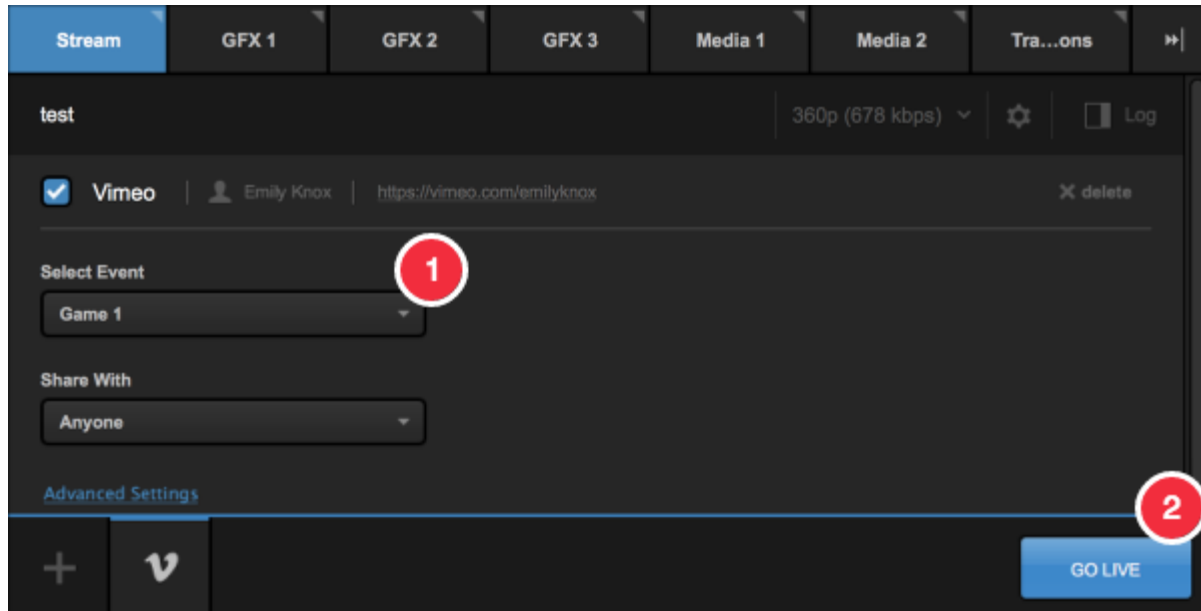 Stream GFX 1 GFX 2 GFX 3 Media 1 Media 2 Tra...ons
test 360p (678 kbps) Log
Vimeo Emily Knox https://vimeo.com/emilyknox delete
1
Select Event
Game 1
Share With
Anyone
Advanced Settings
2
GO LIVE